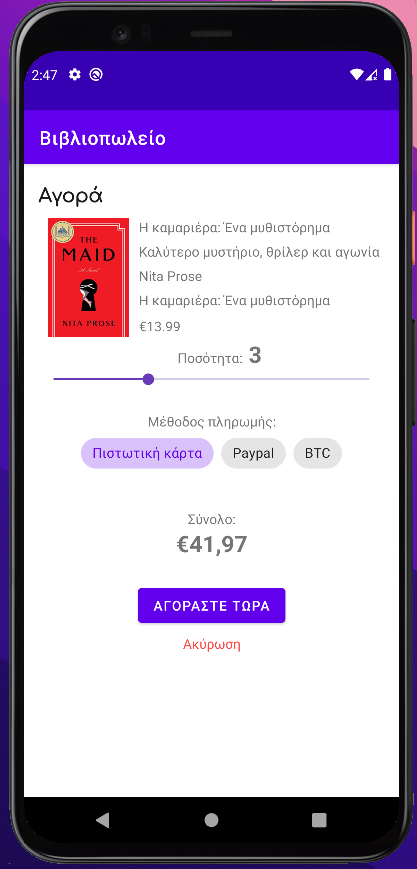 2:47
Βιβλιοπωλείο
Αγορά
THE
MAID
A Novel
NITA PROSE
Η καμαριέρα: Ένα μυθιστόρημα
Καλύτερο μυστήριο, θρίλερ και αγωνία
Nita Prose
Η καμαριέρα: Ένα μυθιστόρημα
€13.99
Ποσότητα: 3
Μέθοδος πληρωμής:
Πιστωτική κάρτα Paypal BTC
Σύνολο:
€41,97
ΑΓΟΡΑΣΤΕ ΤΩΡΑ
Ακύρωση